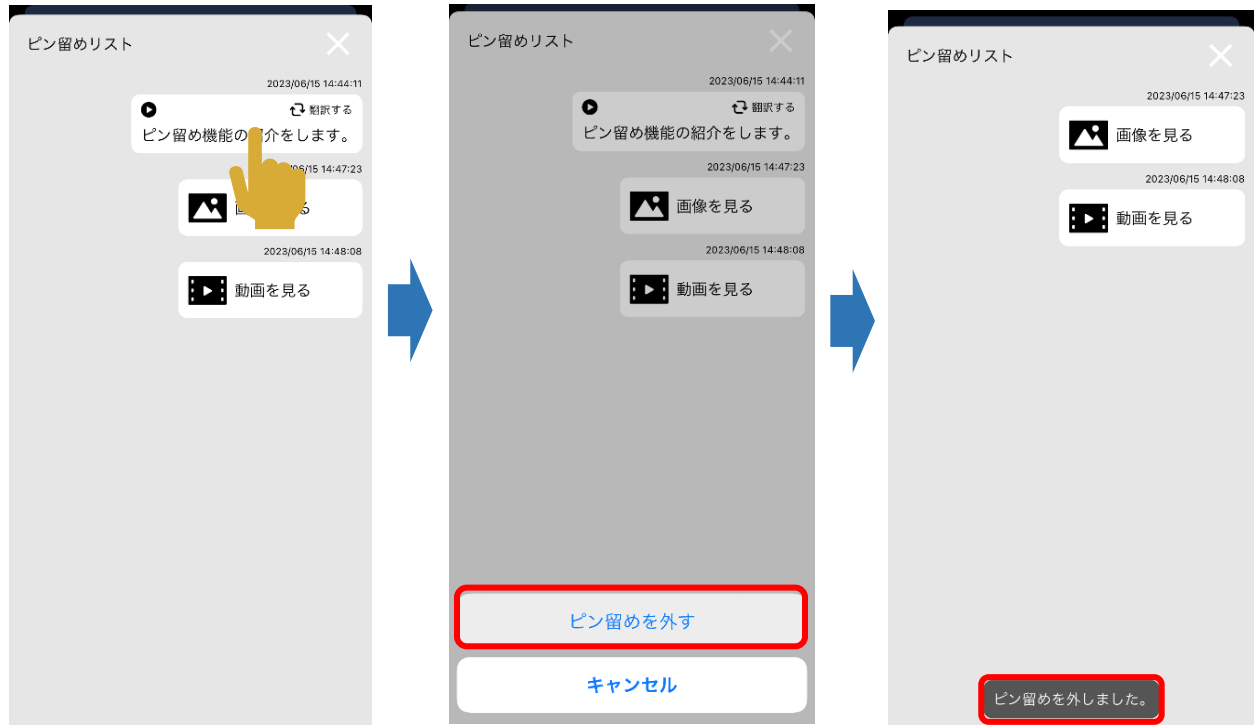 ピン留めリスト
2023/06/15 14:44:11
翻訳する
ピン留め機能の紹介をします。
06/15 14:47:23
動画を見る
2023/06/15 14:48:08
ピン留めリスト
2023/06/15 14:44:11
翻訳する
ピン留め機能の紹介をします。
2023/06/15 14:47:23
画像を見る
2023/06/15 14:48:08
動画を見る
ピン留めを外す
キャンセル
ピン留めリスト
2023/06/15 14:47:23
画像を見る
2023/06/15 14:48:08
動画を見る
ピン留めを外しました。